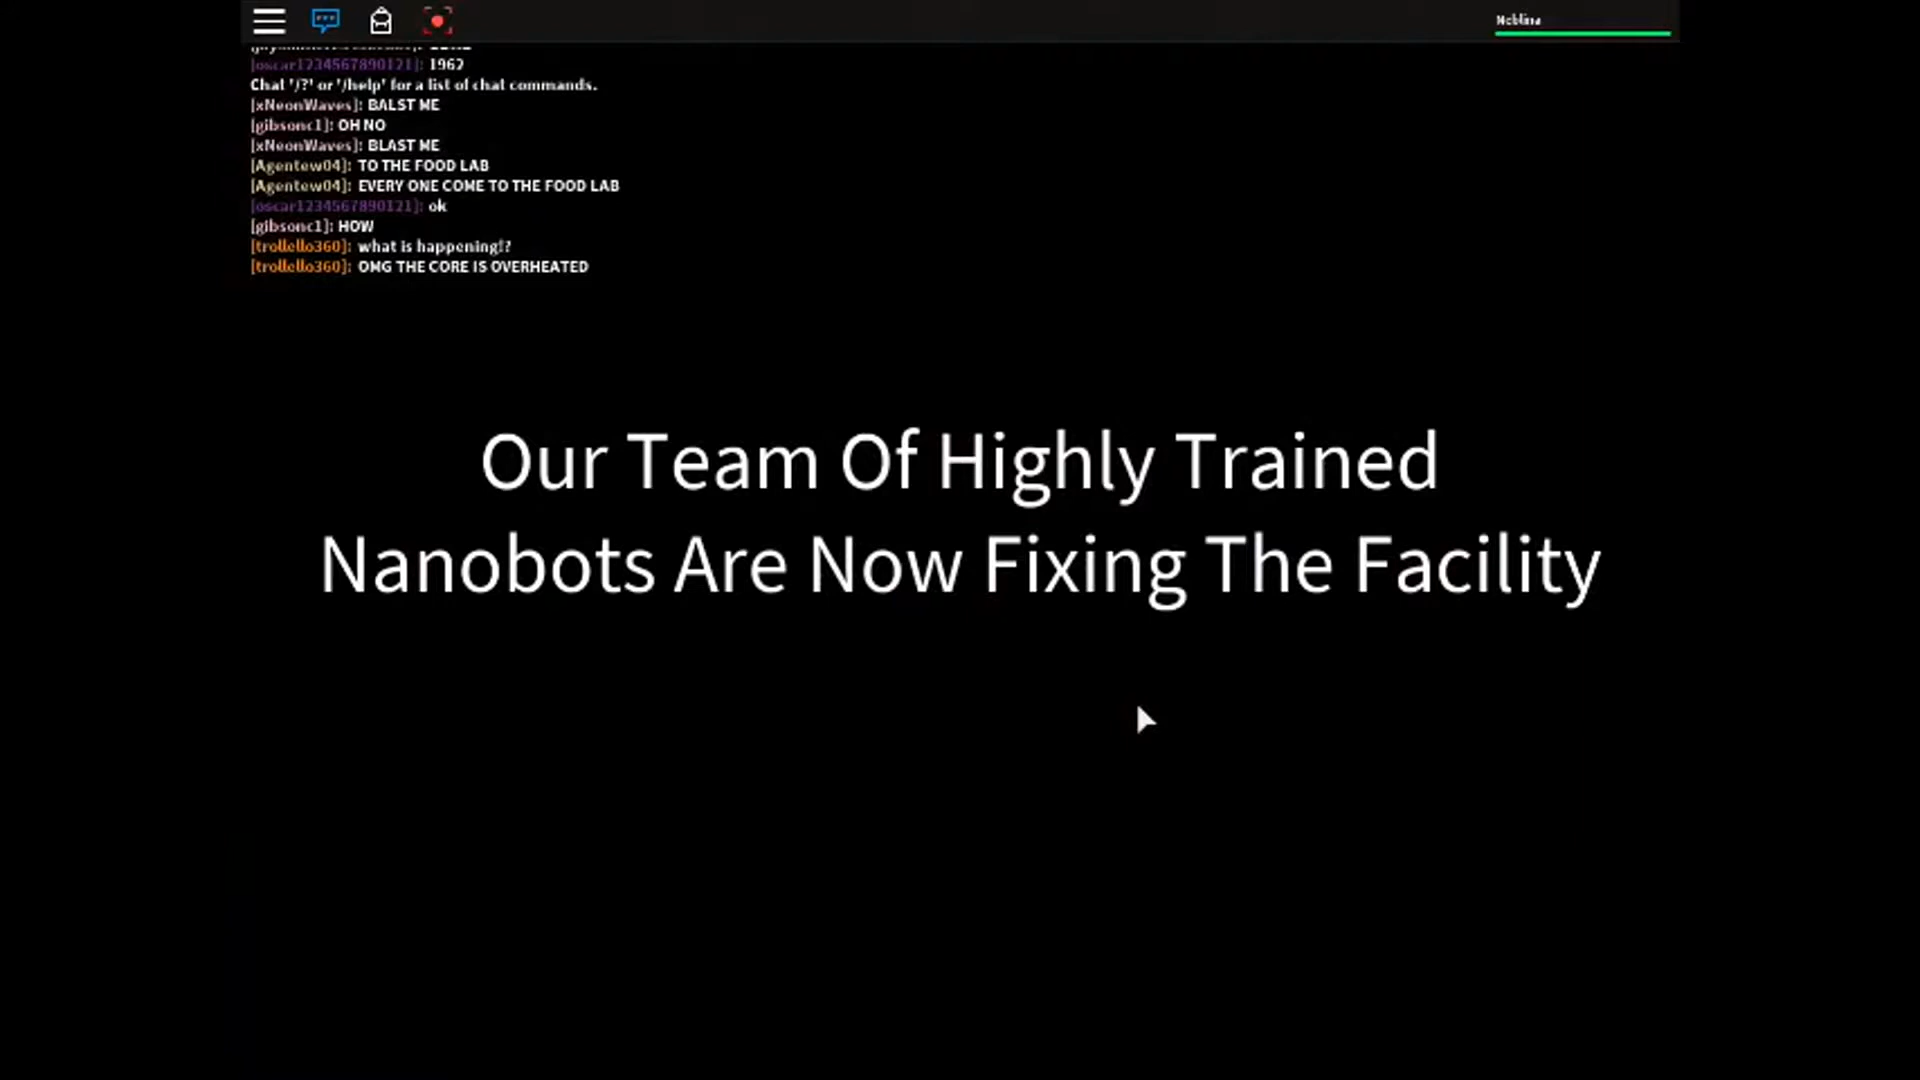 Neblina
[oscar1234567890121]: 1962
Chat '/?' or '/help' for a list of chat commands.
[xNeonWaves]: BALST ME
[gibsonc1]: OH NO
[xNeonWaves]: BLAST ME
[Agentew04]: TO THE FOOD LAB
[Agentew04]: EVERY ONE COME TO THE FOOD LAB
[oscar1234567890121]: ok
[gibsonc1]: HOW
[trollello360]: what is happening!?
[trollello360]: OMG THE CORE IS OVERHEATED
Our Team Of Highly Trained
Nanobots Are Now Fixing The Facility